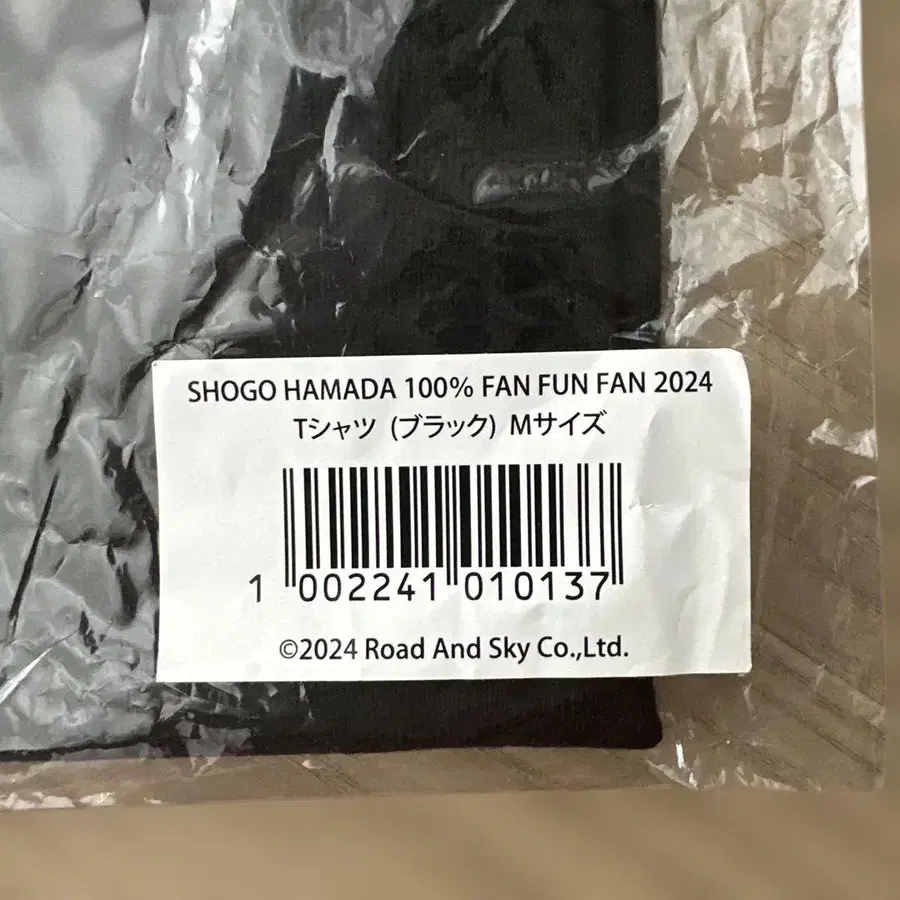 SHOGO HAMADA 100% FAN FUN FAN 2024
Tシャツ (ブラック) Mサイズ
1 002241 010137
©2024 Road And Sky Co.,Ltd.